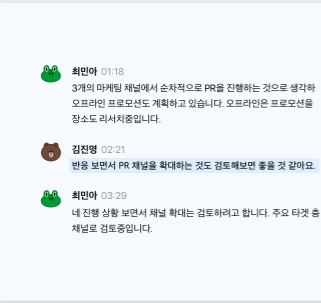 최민아 01:18
3개의 마케팅 채널에서 순차적으로 PR을 진행하는 것으로 생각하
오프라인 프로모션도 계획하고 있습니다. 오프라인은 프로모션을
장소도 리서치중입니다.
김진명 02:21
반응 보면서 PR 채널을 확대하는 것도 검토해보면 좋을 것 같아요.
최민아 03:29
네 진행 상황 보면서 채널 확대는 검토하려고 합니다. 주요 타겟 층
채널로 검토중입니다.